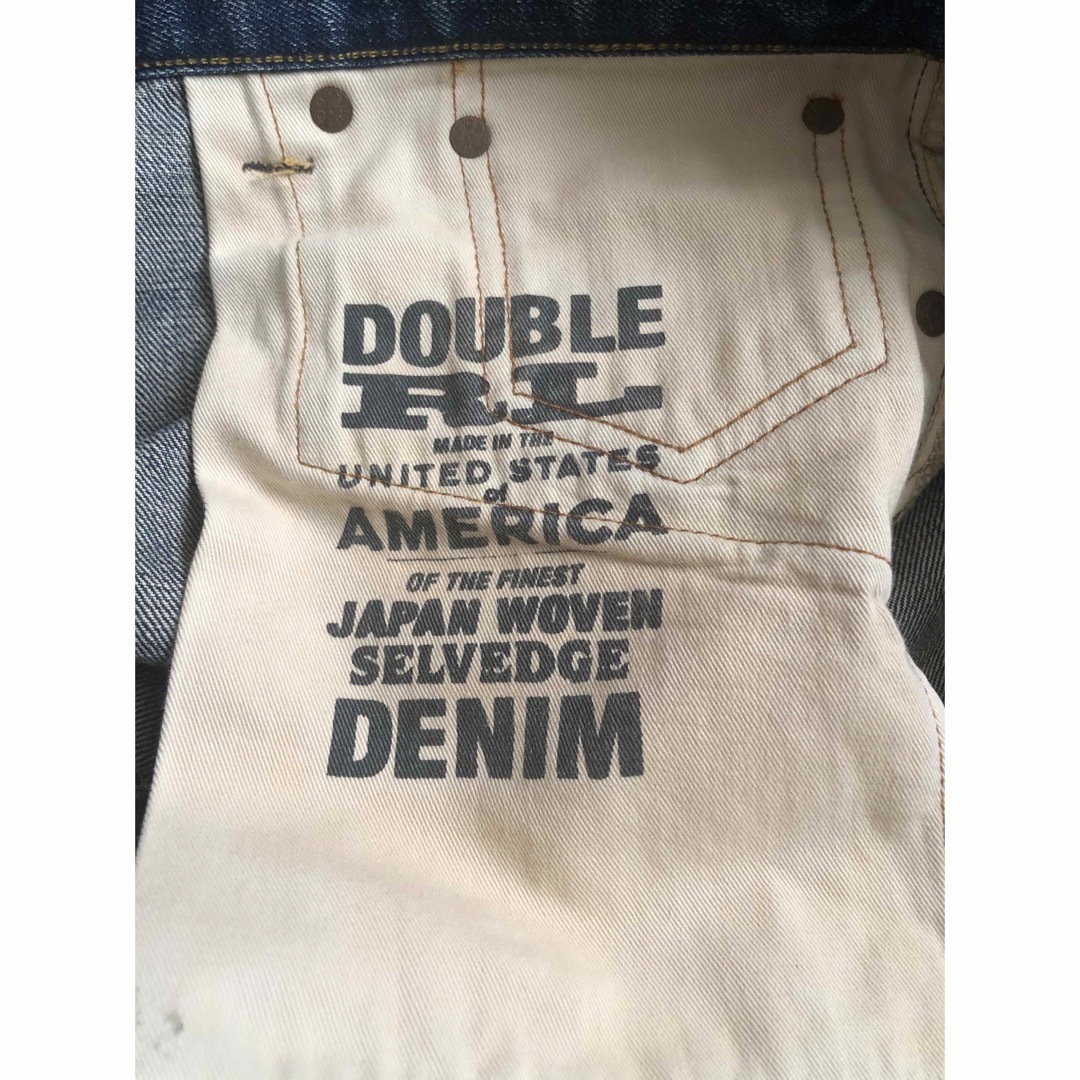 DOUBLE
RL
MADE IN THE
UNITED STATES
of
AMERICA
OF THE FINEST
JAPAN WOVEN
SELVEDGE
DENIM